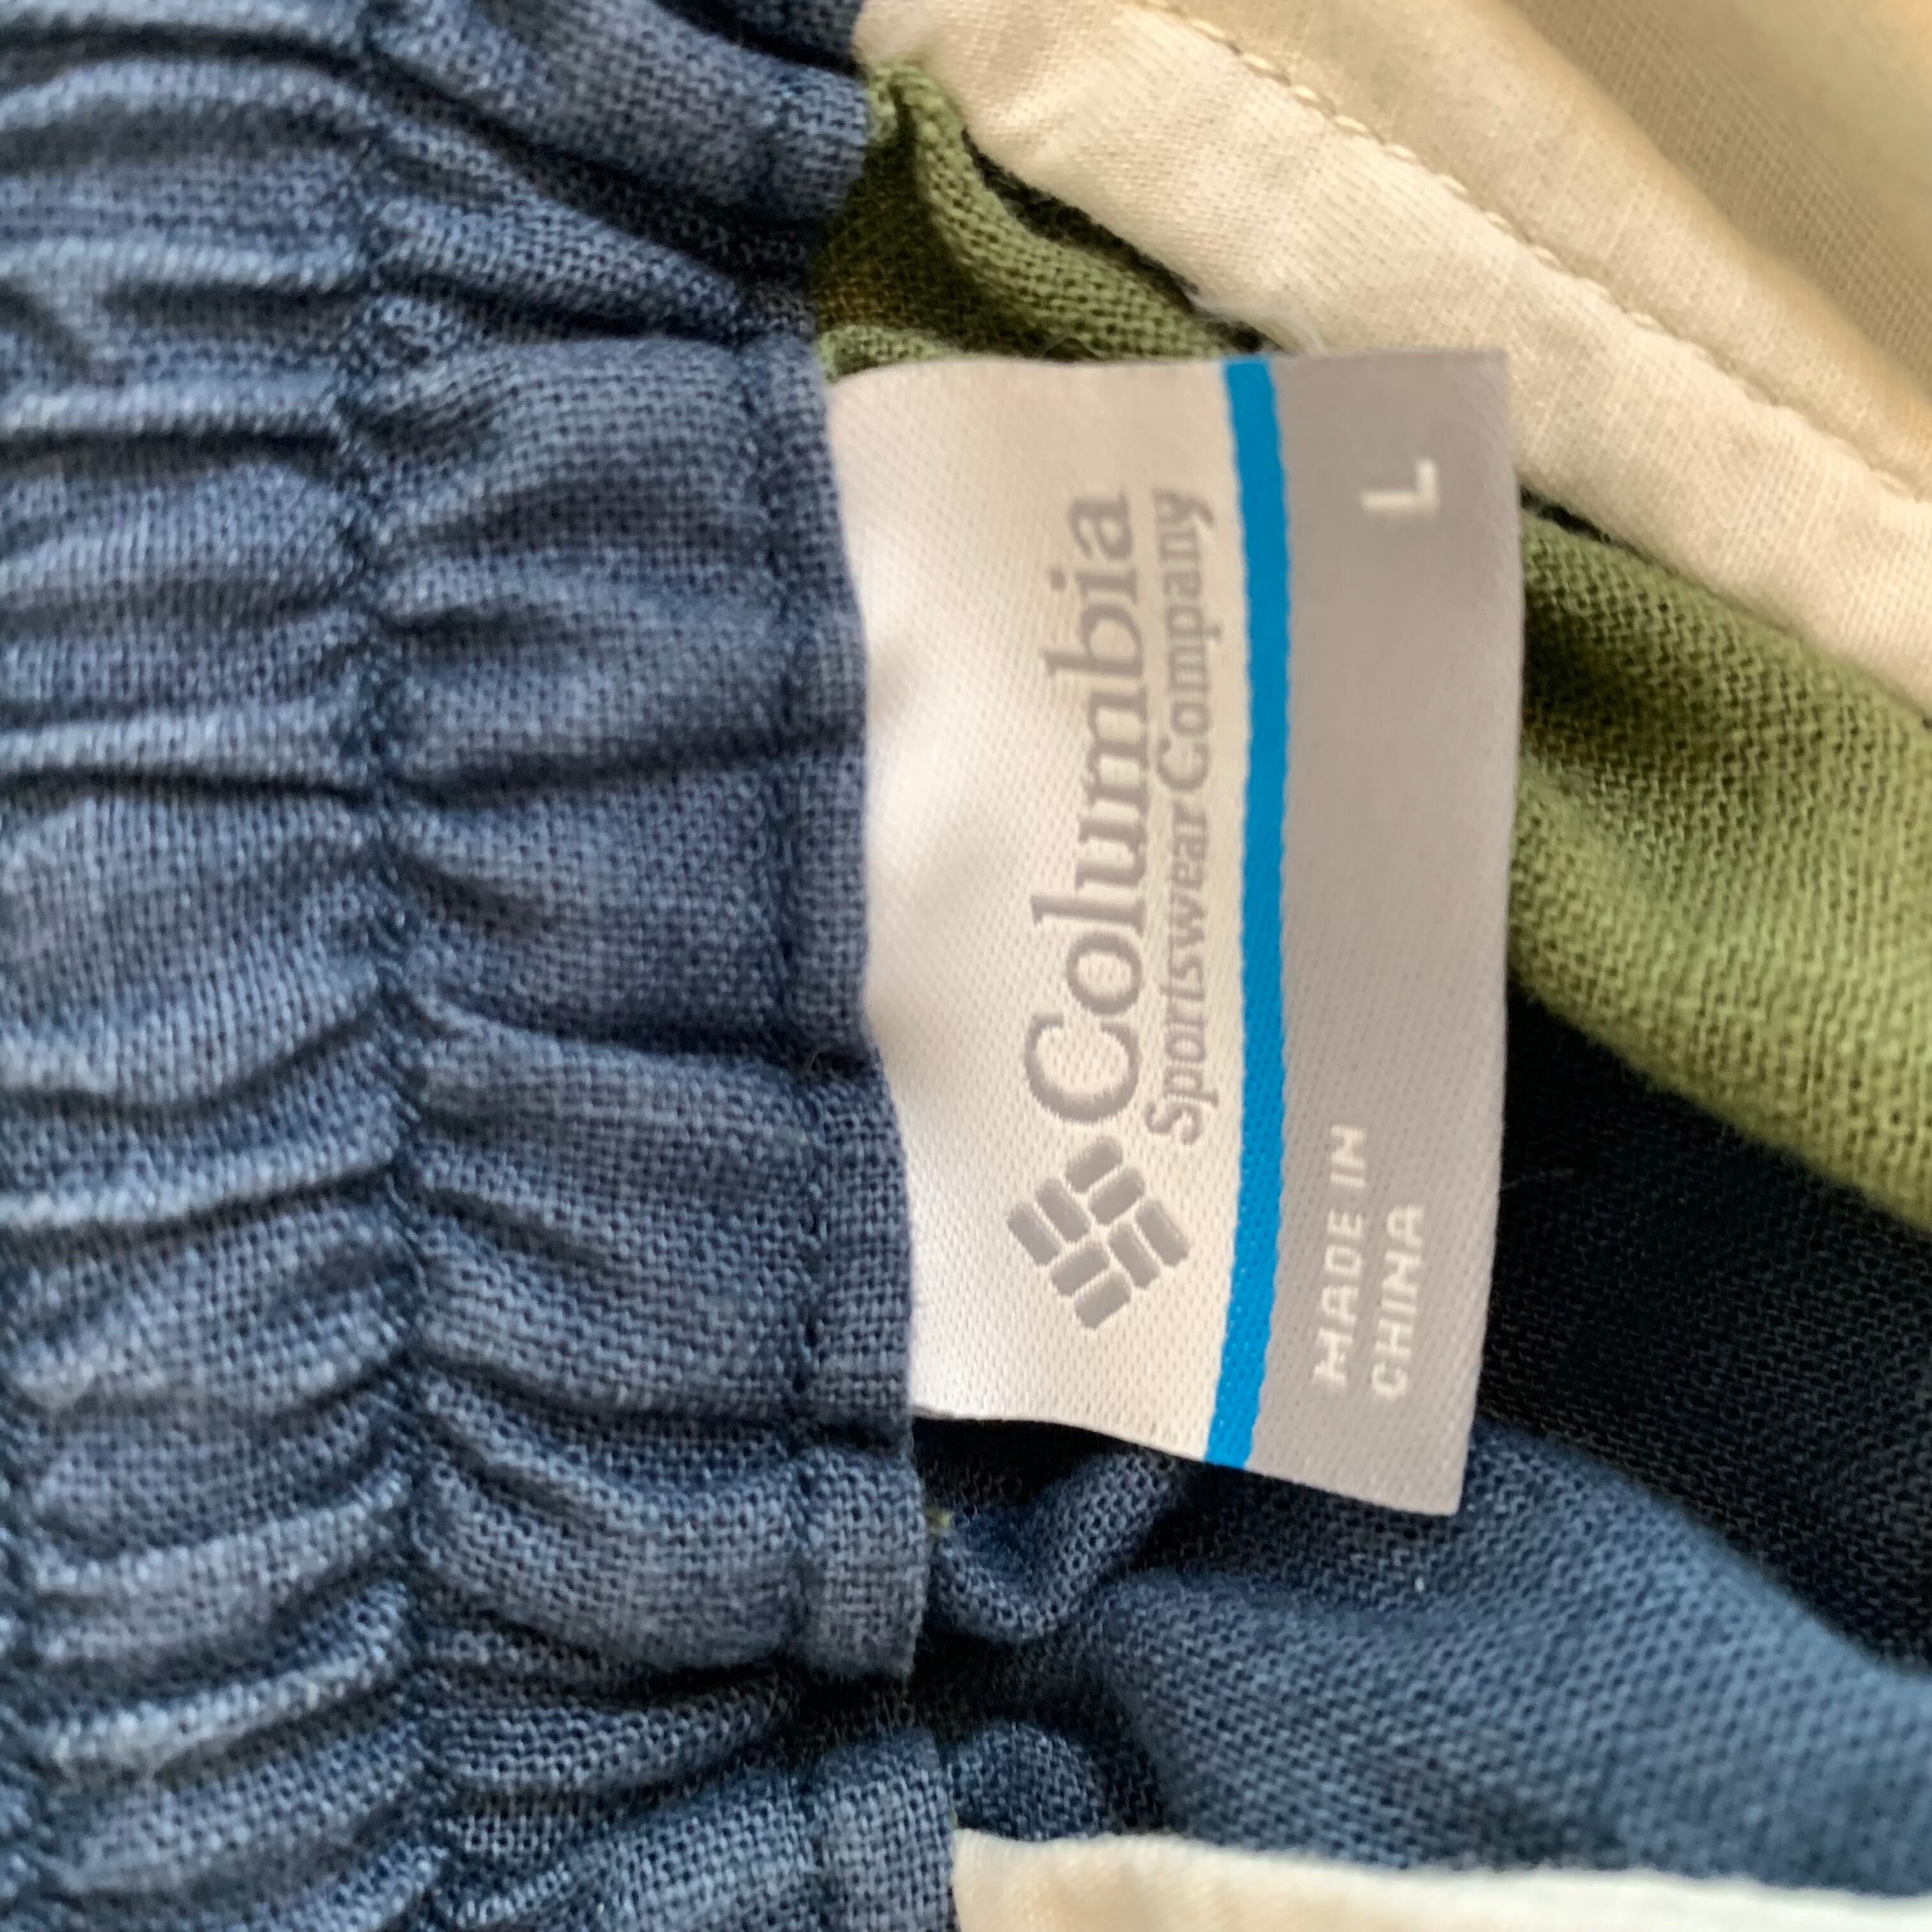 Columbia
Sportswear Company
MADE IN
CHINA
L